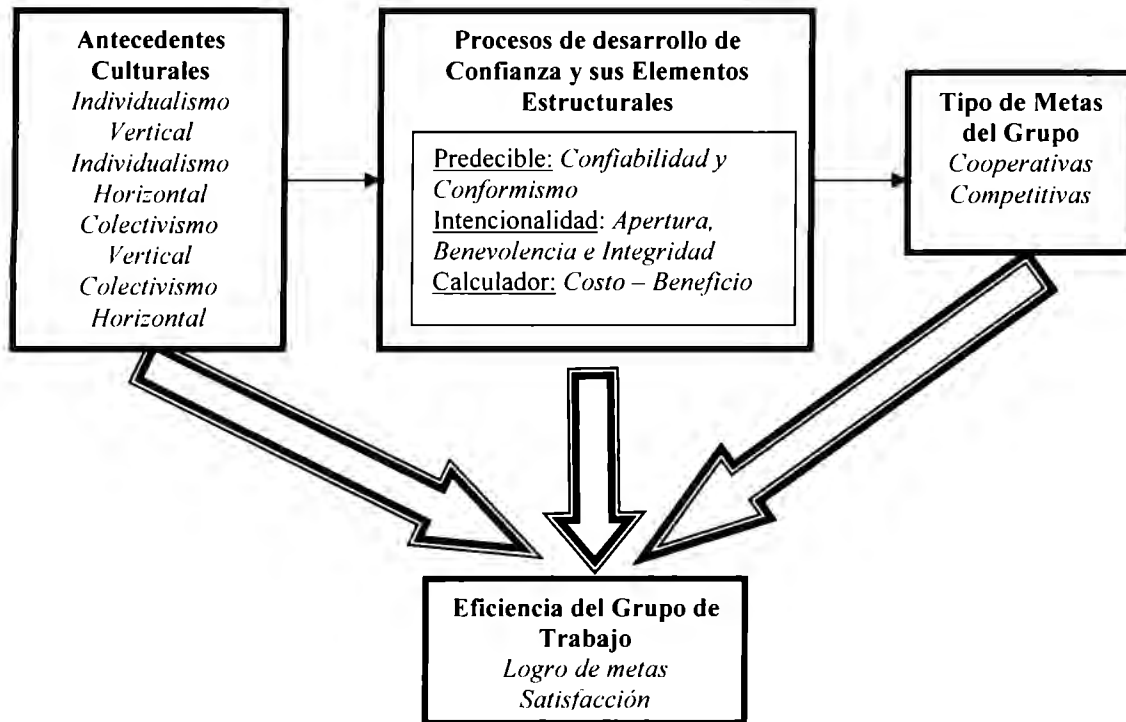 Antecedentes
Culturales
Individualismo
Vertical
Individualismo
Horizontal
Colectivismo
Vertical
Colectivismo
Horizontal
Procesos de desarrollo de
Confianza y sus Elementos
Estructurales
Predecible: Confiabilidad y
Conformismo
Intencionalidad: Apertura,
Benevolencia e Integridad
Calculador: Costo – Beneficio
Tipo de Metas
del Grupo
Cooperativas
Competitivas
Eficiencia del Grupo de
Trabajo
Logro de metas
Satisfacción